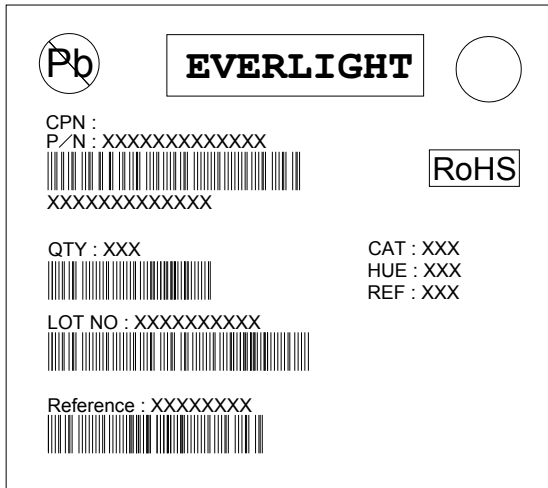 Pb
EVERLIGHT
CPN :
P/N : XXXXXXXXXXXXX
RoHS
XXXXXXXXXXXXX
QTY : XXX
CAT : XXX
HUE : XXX
REF : XXX
LOT NO : XXXXXXXXXX
Reference : XXXXXXXX